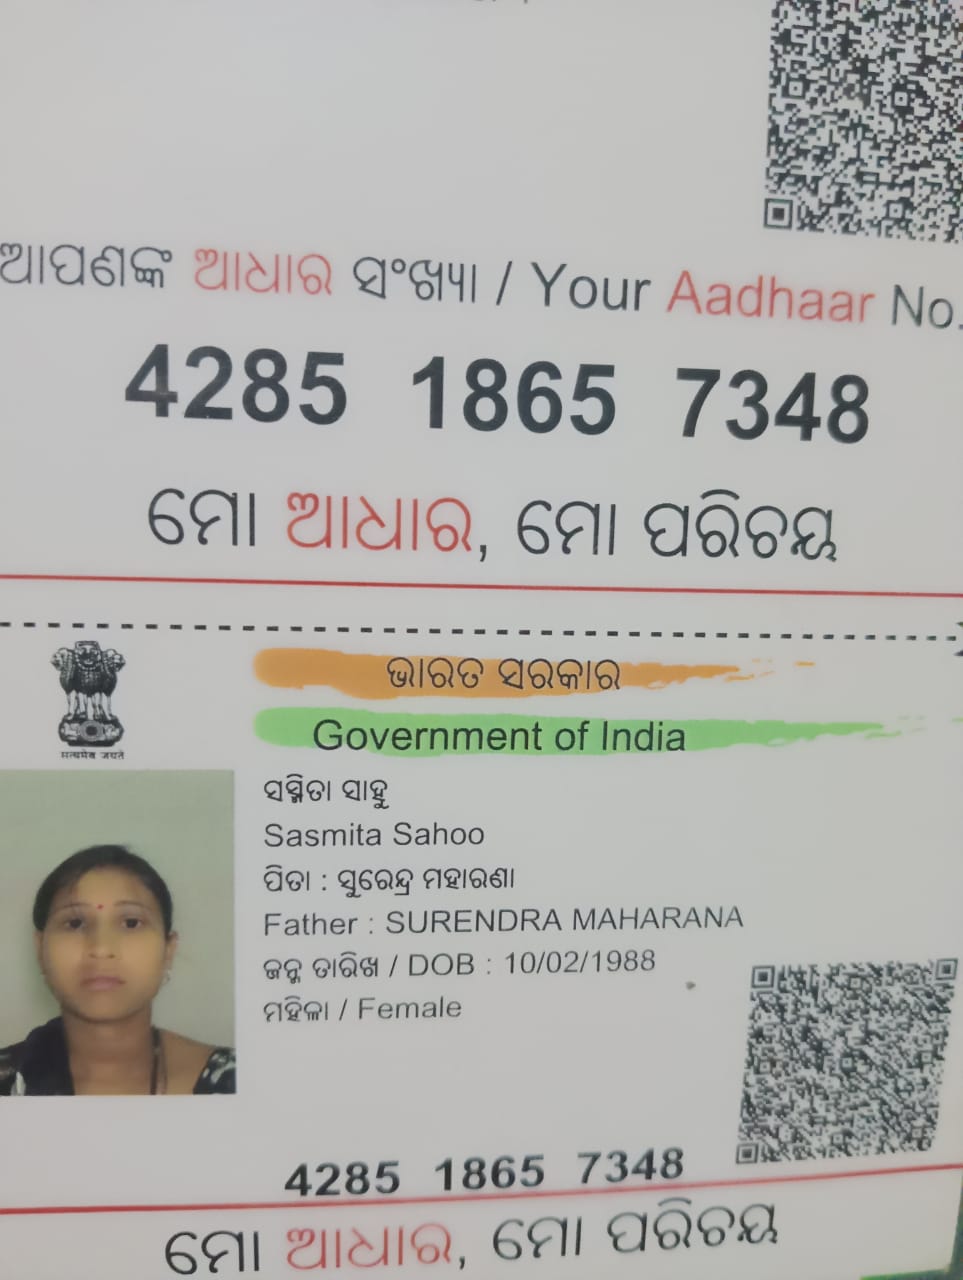 ଆପଣଙ୍କ ଆଧାର ସଂଖ୍ୟା / Your Aadhaar No.
4285 1865 7348
ମୋ ଆଧାର, ମୋ ପରିଚୟ
ଭାରତ ସରକାର
Government of India
सत्यमेव जयते
ସସ୍ମିତା ସାହୁ
Sasmita Sahoo
ପିତା : ସୁରେନ୍ଦ୍ର ମହାରଣା
Father : SURENDRA MAHARANA
ଜନ୍ମ ତାରିଖ / DOB : 10/02/1988
ମହିଳା / Female
4285 1865 7348
ମୋ ଆଧାର, ମୋ ପରିଚୟ